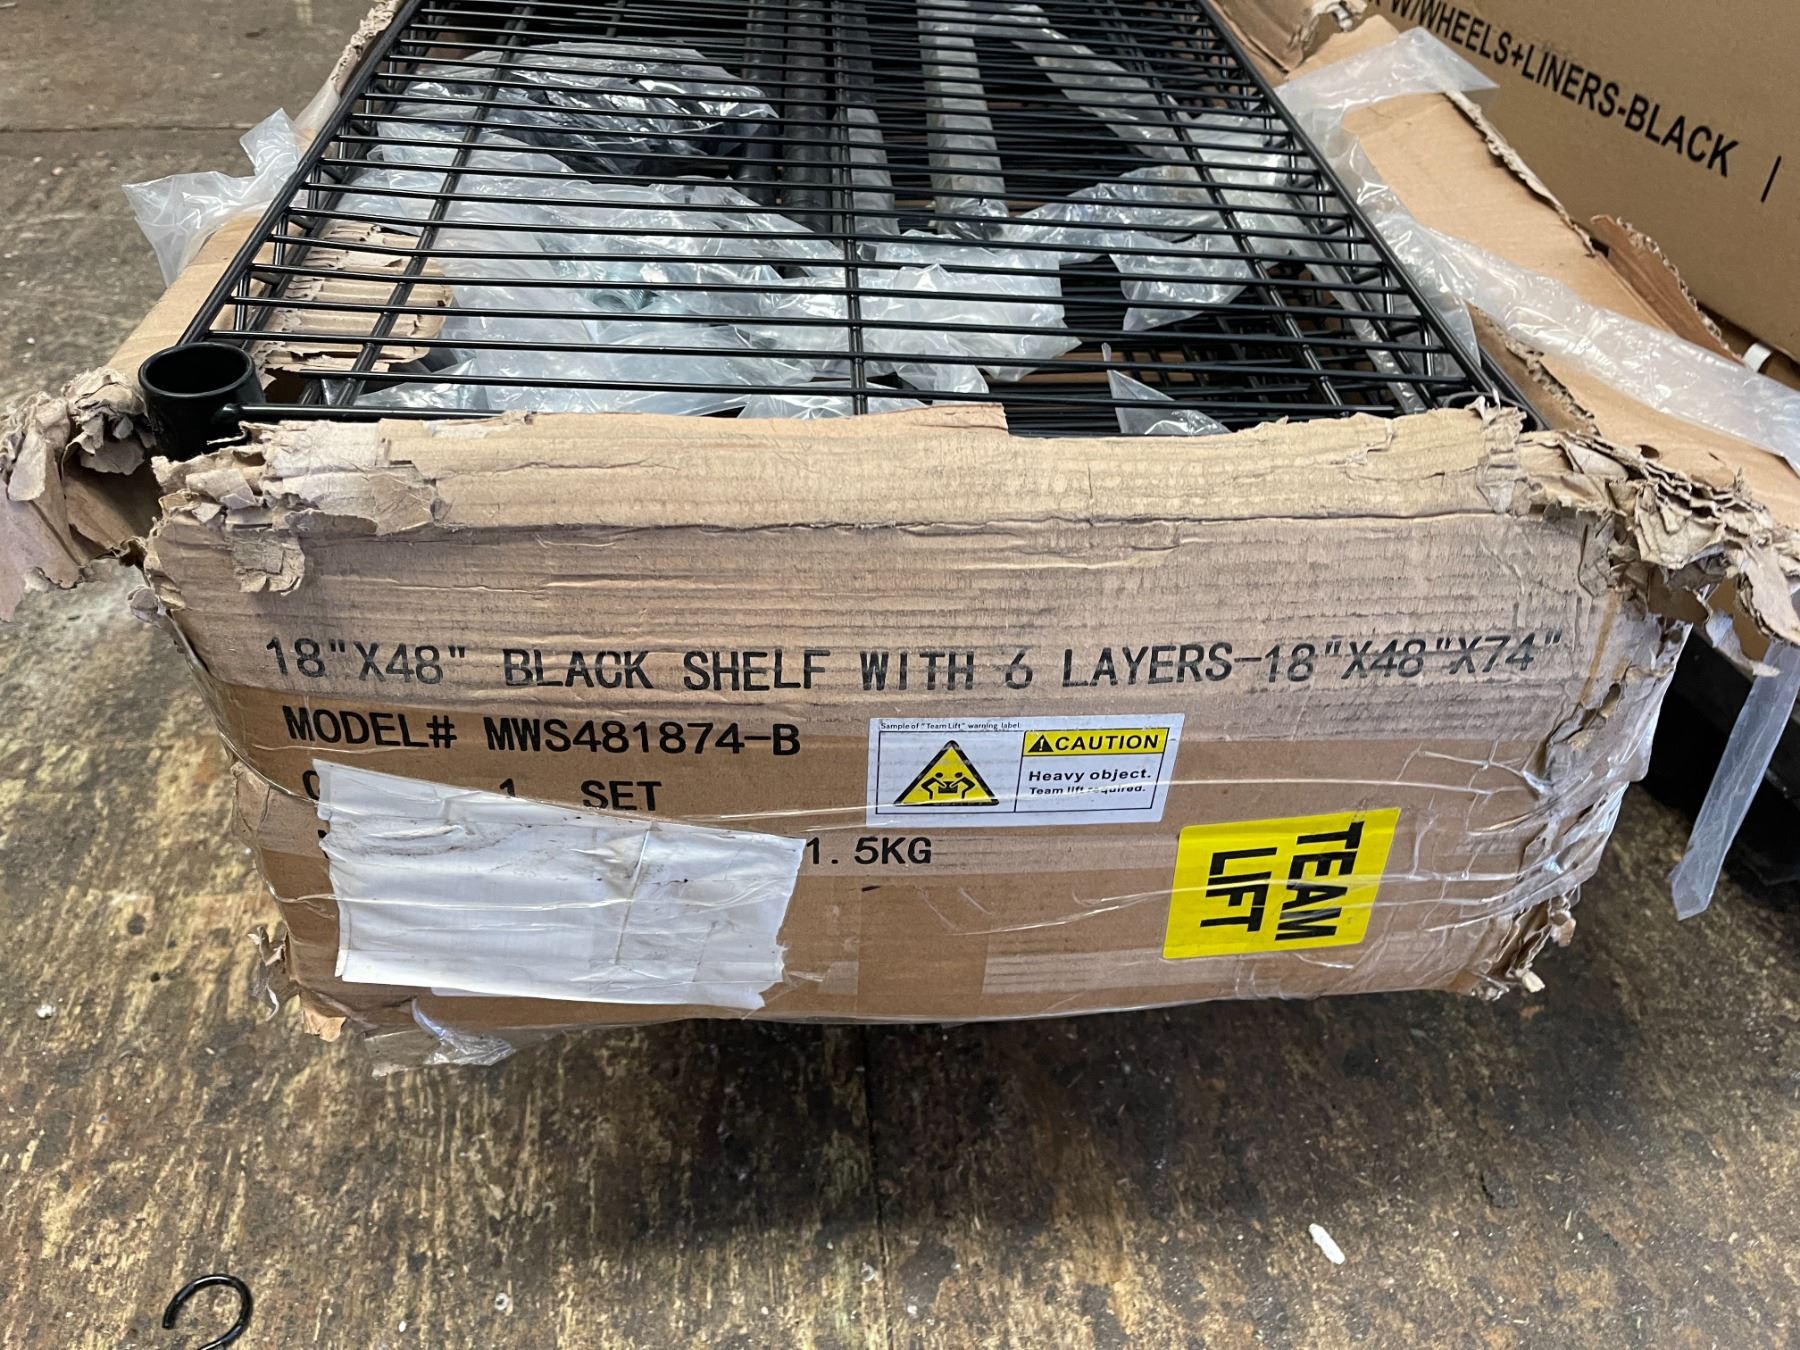 W/WHEELS+LINERS-BLACK
18"X48" BLACK SHELF WITH 6 LAYERS-18"X48"X74"
MODEL# MWS481874-B
1 SET
1.5KG
Sample of "Team Lift" warning label
CAUTION
Heavy object.
Team lift required.
TEAM
LIFT